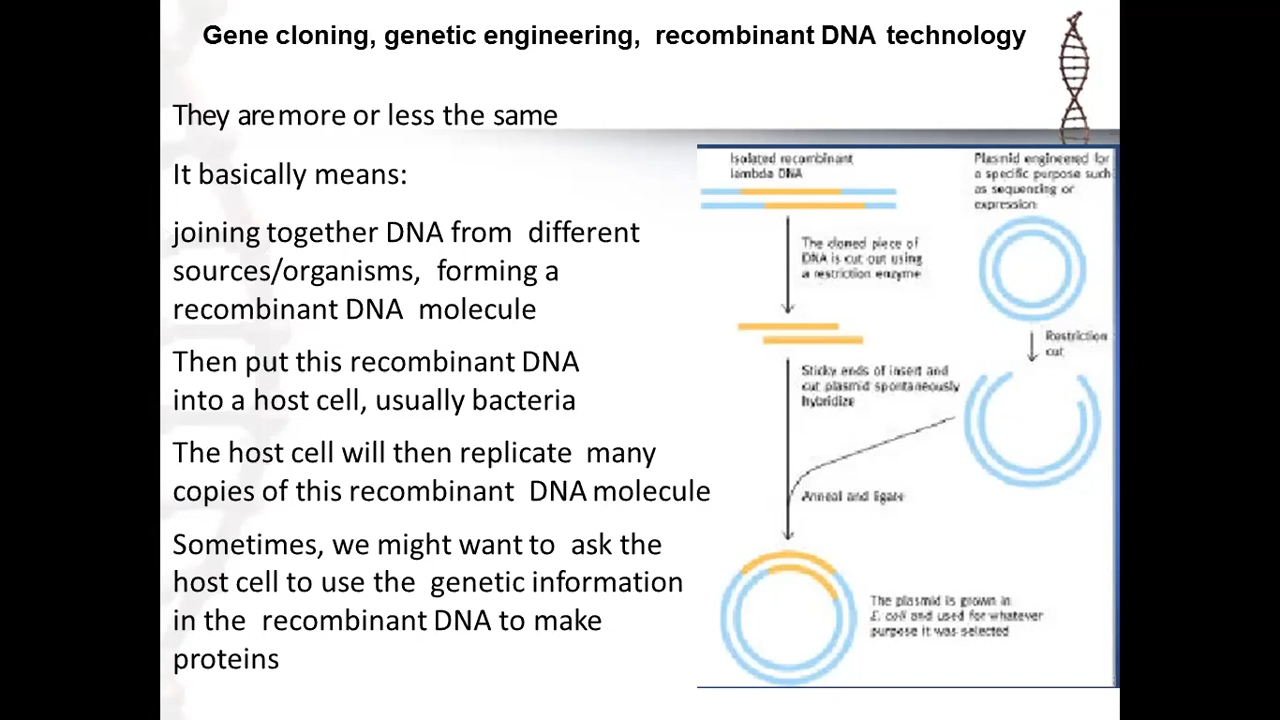 Gene cloning, genetic engineering, recombinant DNA technology
They are more or less the same
It basically means:
joining together DNA from different
sources/organisms, forming a
recombinant DNA molecule
Then put this recombinant DNA
into a host cell, usually bacteria
The host cell will then replicate many
copies of this recombinant DNA molecule
Sometimes, we might want to ask the
host cell to use the genetic information
in the recombinant DNA to make
proteins
Isolated recombinant
lambda DNA
Plasmid engineered for
a specific purpose such
as sequencing or
expression
The cloned piece of
DNA is cut out using
a restriction enzyme
Restriction
cut
Sticky ends of insert and
cut plasmid spontaneously
hybridize
Anneal and ligate
The plasmid is grown in
E. coli and used for whatever
purpose it was selected